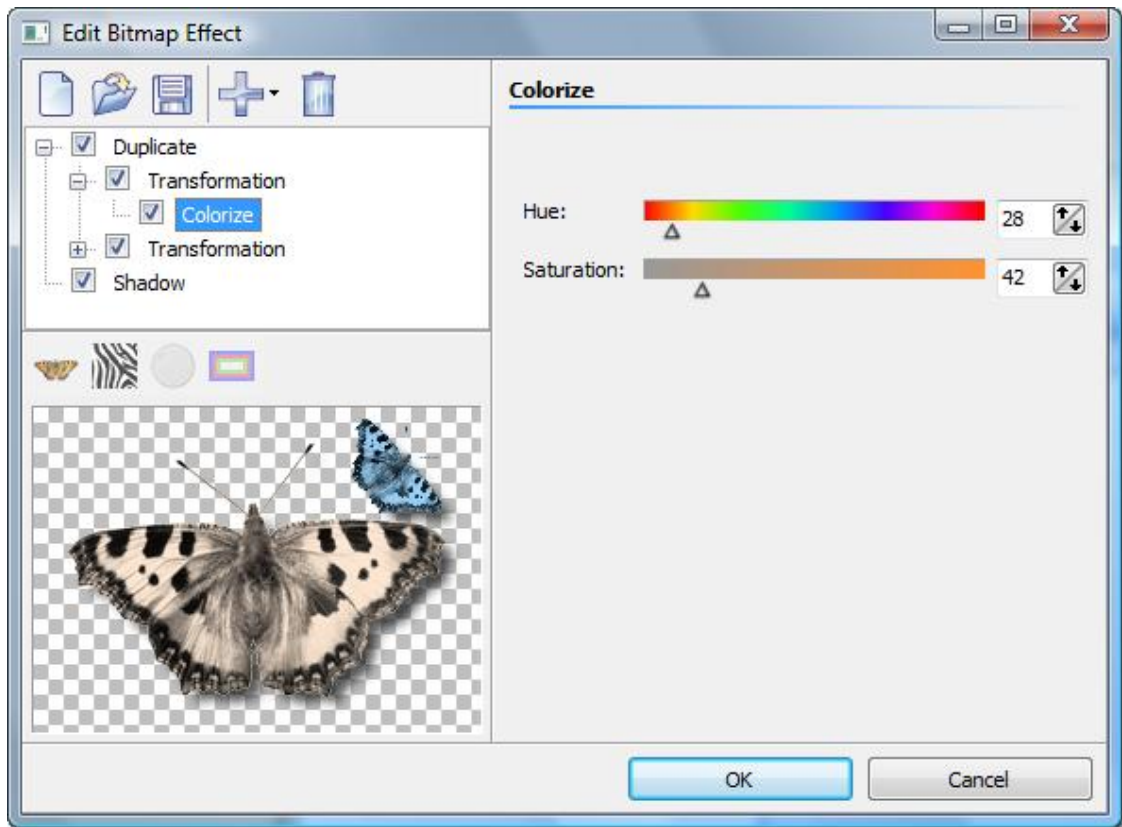 Edit Bitmap Effect
Colorize
Duplicate
Transformation
Colorize
Transformation
Shadow
Hue:
28
Saturation:
42
OK
Cancel